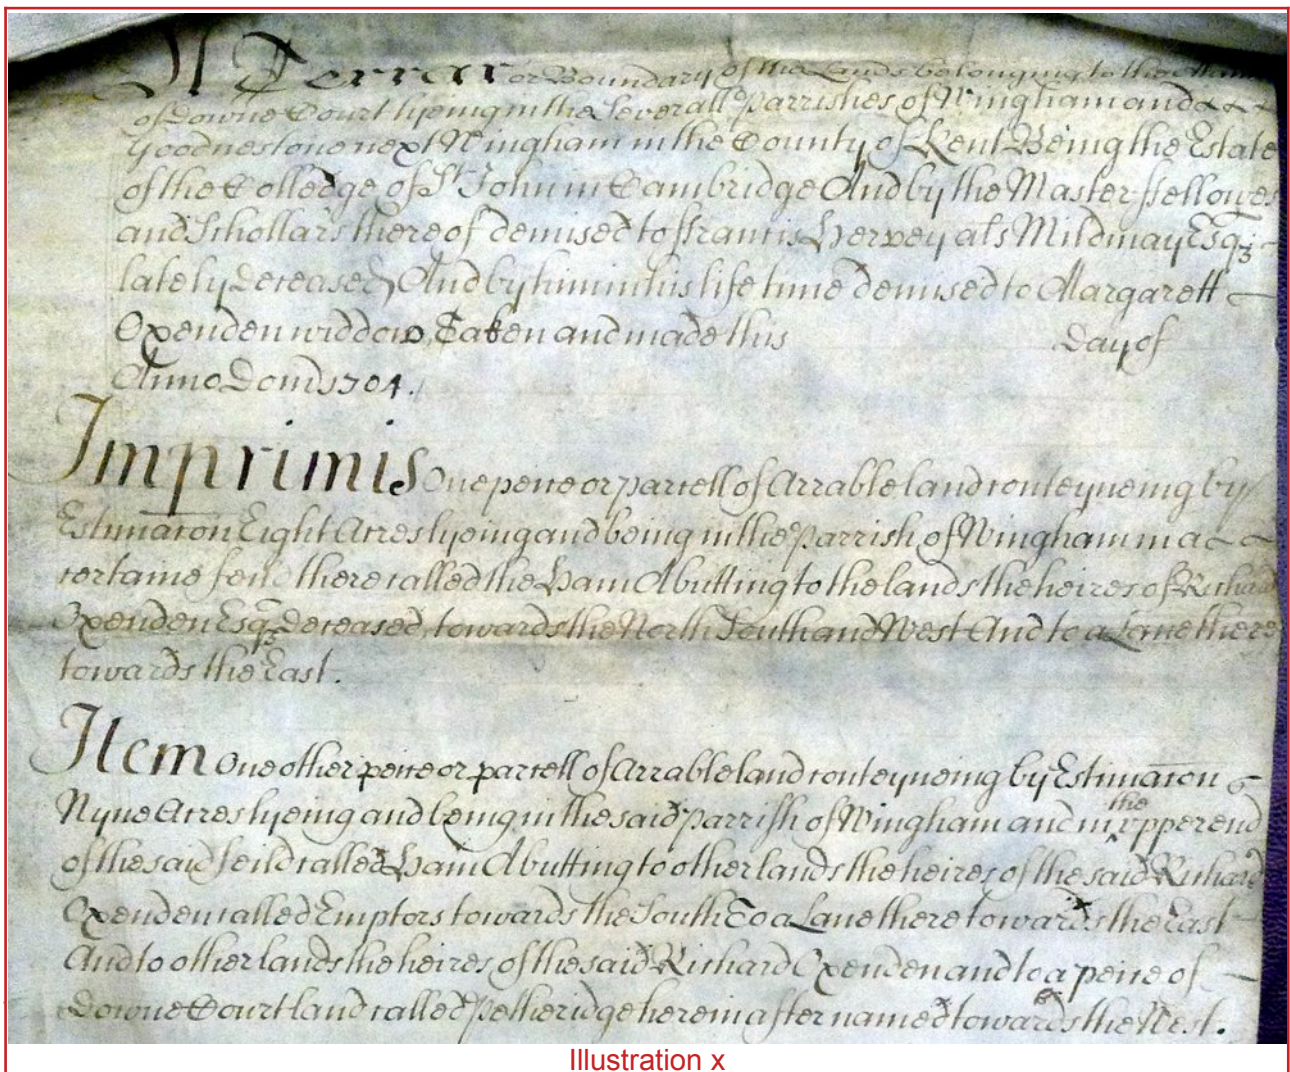 A Terrar or Boundary of the Lands belonging to the
of Downe Court lyeing in the Severall Parrishes of Wingham and & &
Goodnestone next Wingham in the County of Kent Being the Estate
of the Colledge of St. John in Cambridge And by the Master ffellowes
and Schollars thereof demised to ffrancis Hervey als Mildmay Esqr
lately deceased, And by him in his life time demised to Margarett
Oxenden widdow, Taken and made this Day of
Anno Domi 1704.
Imprimis One peice or parcell of Arrable land conteyneing by
Estimacon Eight Acres lyeing and being in the Parrish of Wingham in a
certaine feild there called the Ham Abutting to the lands the heires of Richard
Oxenden Esqr deceased, towards the North South and West And to a Lane there
towards the East.
Item One other peice or parcell of Arrable land conteyneing by Estimacon
Nyne Acres lyeing and being in the said Parrish of Wingham and in the upper end
of the said feild called Ham Abutting to other lands the heires of the said Richard
Oxenden called Emptors towards the South To a Lane there towards the East
And to other lands the heires of the said Richard Oxenden and to a peice of
Downe Court land called Petheridge herein after named towards the West.
Illustration x